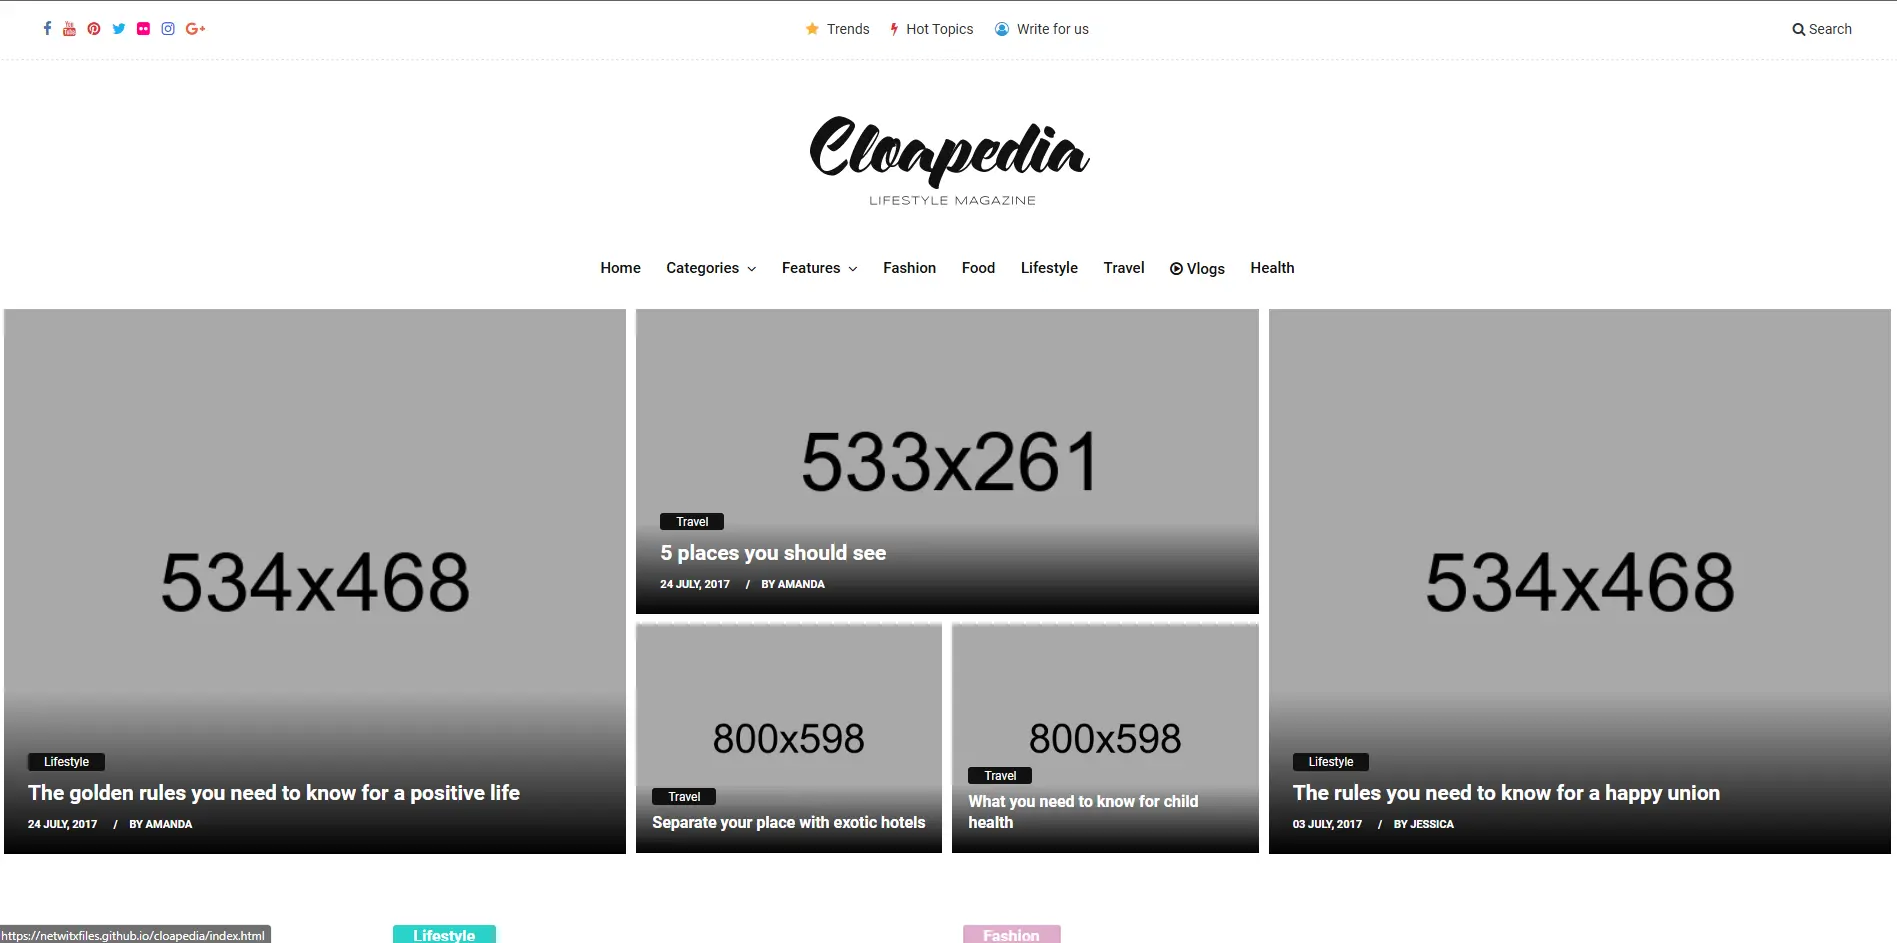 Trends Hot Topics Write for us Search
Cloapedia
LIFESTYLE MAGAZINE
Home Categories Features Fashion Food Lifestyle Travel Vlogs Health
534x468
Lifestyle
The golden rules you need to know for a positive life
24 JULY, 2017 / BY AMANDA
533x261
Travel
5 places you should see
24 JULY, 2017 / BY AMANDA
800x598
Travel
Separate your place with exotic hotels
800x598
Travel
What you need to know for child
health
534x468
Lifestyle
The rules you need to know for a happy union
03 JULY, 2017 / BY JESSICA
Lifestyle
Fashion
https://netwitxfiles.github.io/cloapedia/index.html